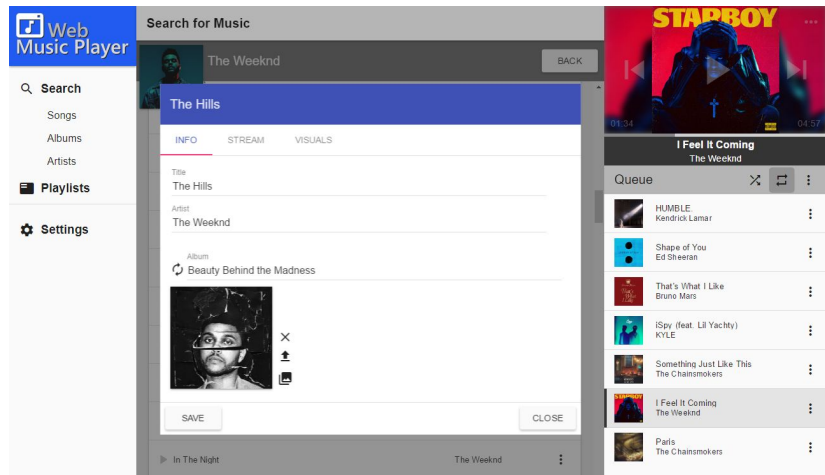 Web
Music Player
Search
Songs
Albums
Artists
Playlists
Settings
Search for Music
The Weeknd
BACK
The Hills
INFO
STREAM
VISUALS
Title
The Hills
Artist
The Weeknd
Album
Beauty Behind the Madness
SAVE
CLOSE
In The Night
The Weeknd
STARBOY
01:34
04:57
I Feel It Coming
The Weeknd
Queue
HUMBLE.
Kendrick Lamar
Shape of You
Ed Sheeran
That's What I Like
Bruno Mars
iSpy (feat. Lil Yachty)
KYLE
Something Just Like This
The Chainsmokers
STARBOY
I Feel It Coming
The Weeknd
Paris
The Chainsmokers